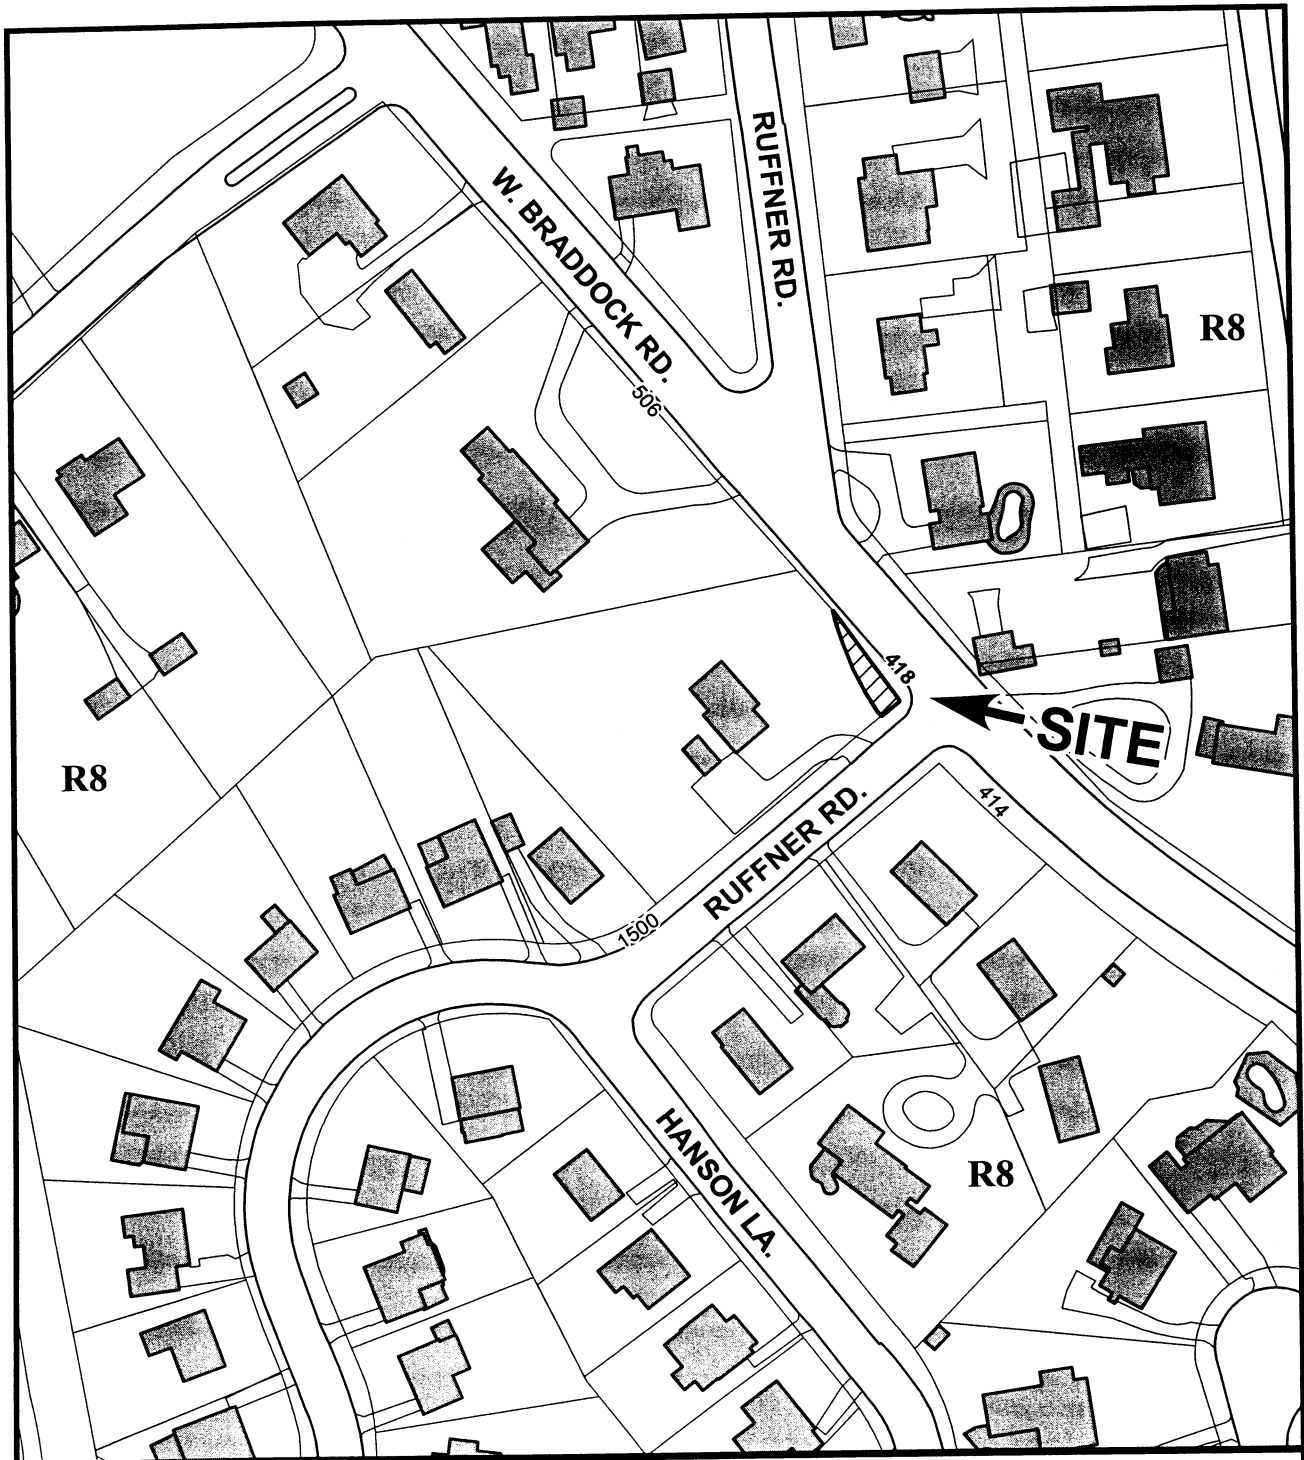 W. BRADDOCK RD.
RUFFNER RD.
R8
506
418
SITE
R8
414
RUFFNER RD.
1500
HANSON LA.
R8